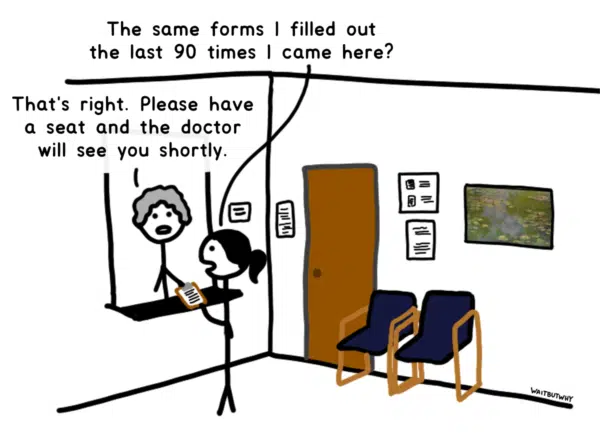 The same forms I filled out
the last 90 times I came here?
That's right. Please have
a seat and the doctor
will see you shortly.
WAITBUTWHY